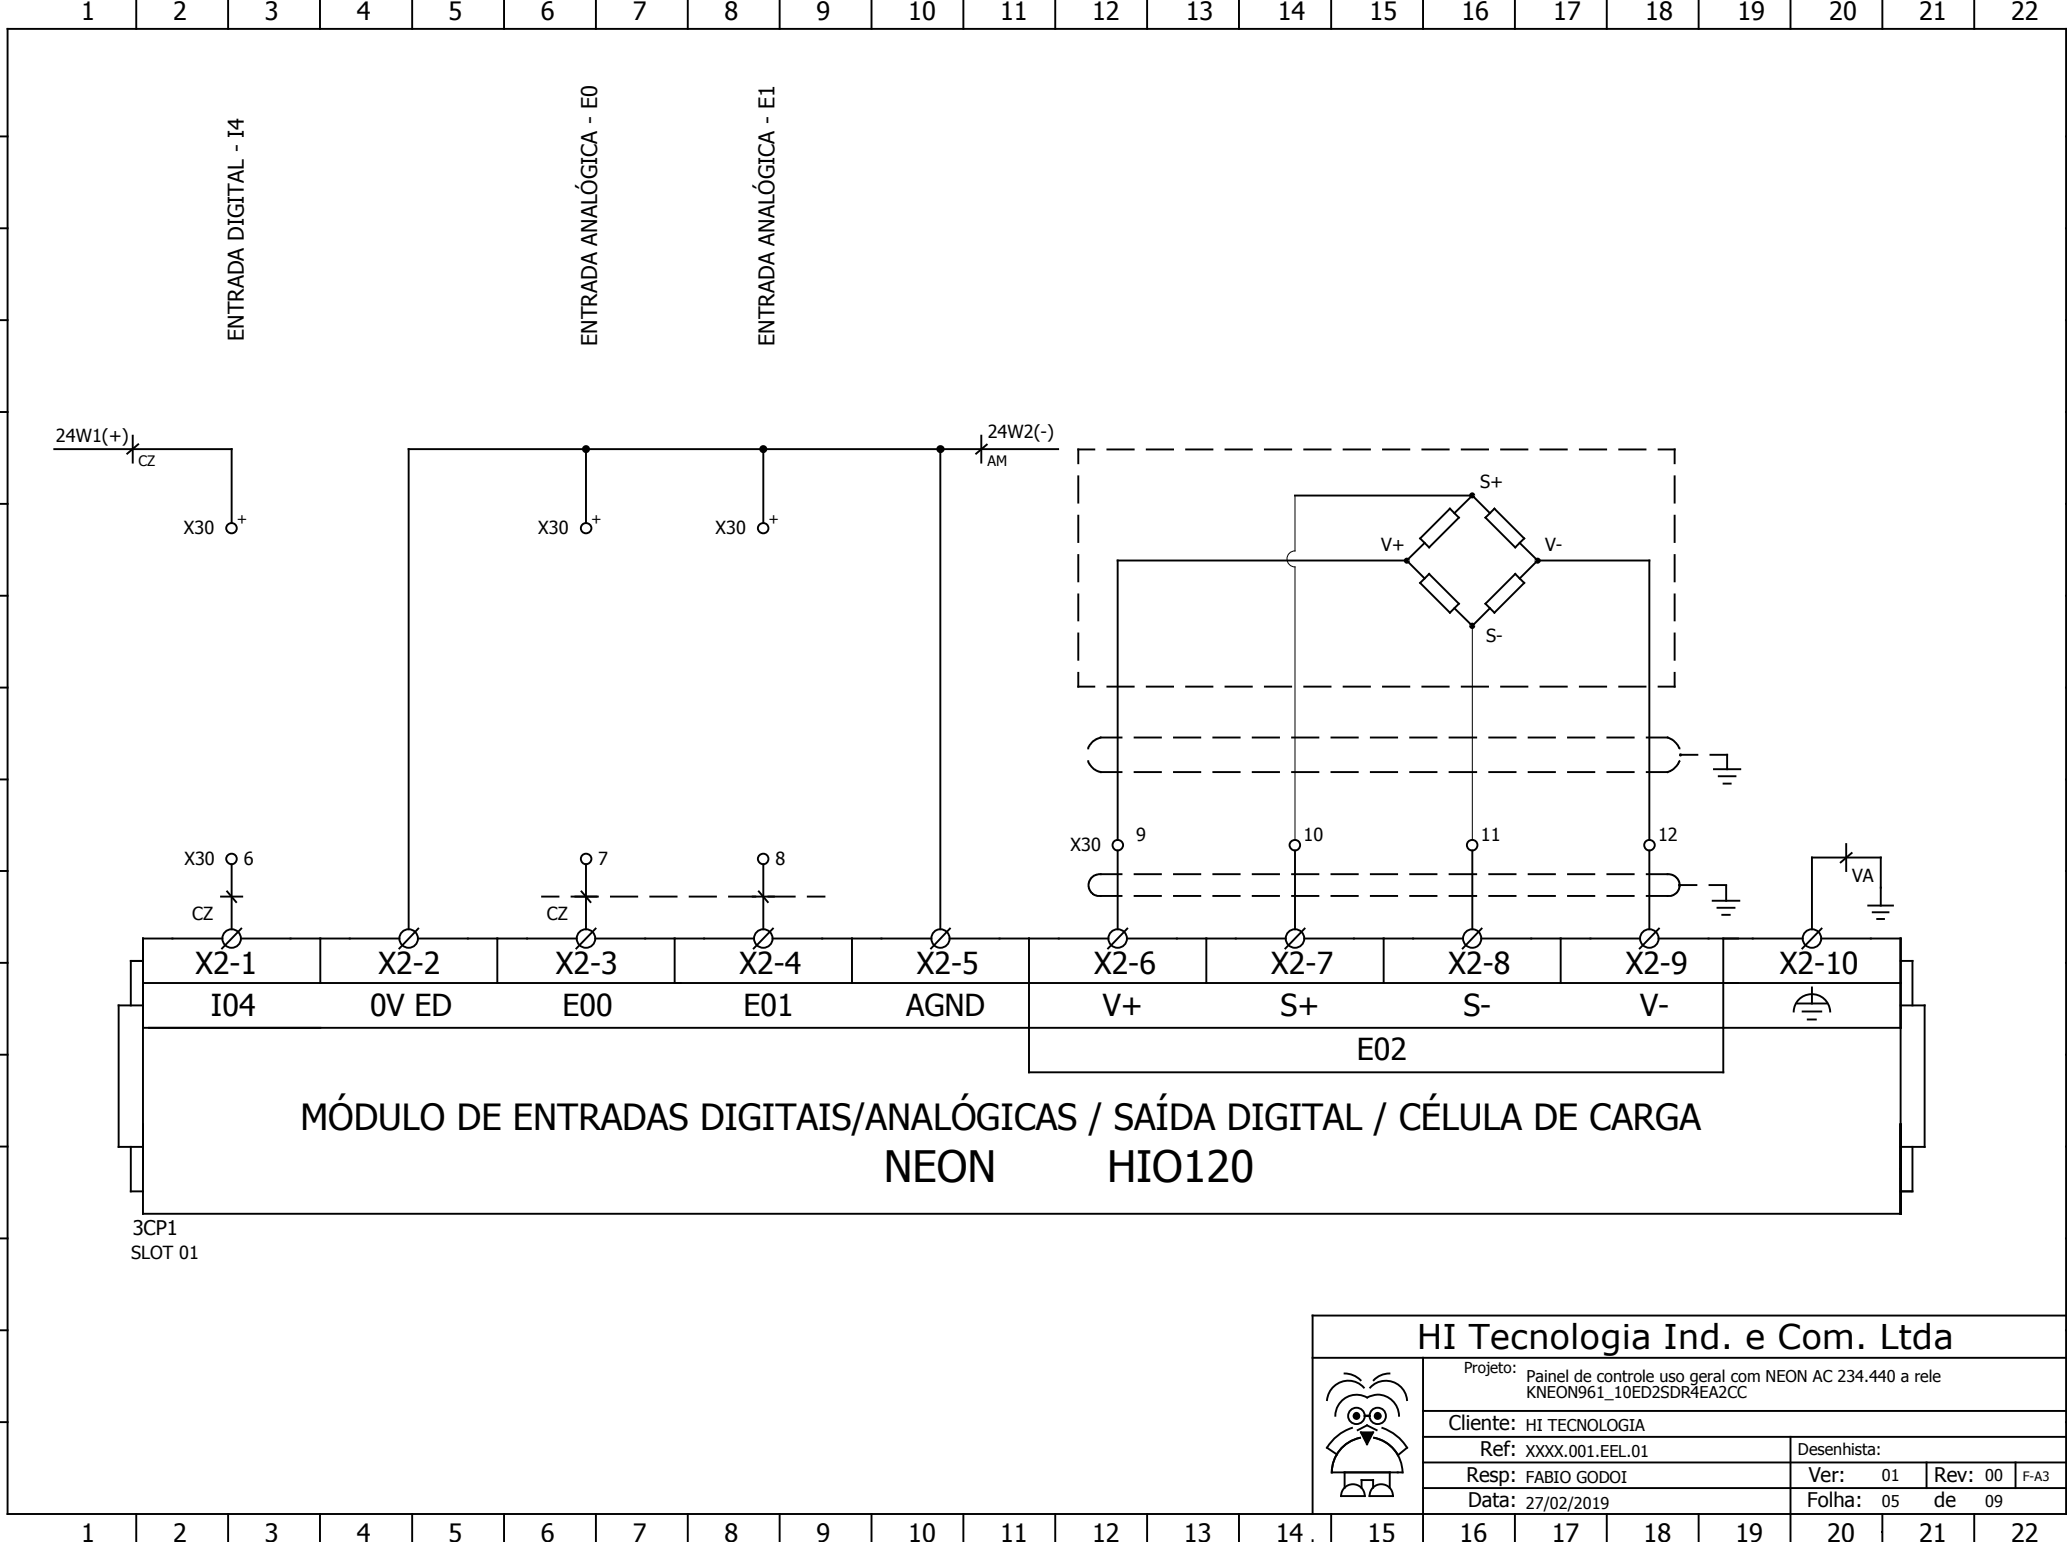 1 2 3 4 5 6 7 8 9 10 11 12 13 14 15 16 17 18 19 20 21 22
ENTRADA DIGITAL - I4
ENTRADA ANALÓGICA - E0
ENTRADA ANALÓGICA - E1
24W1(+)
CZ
24W2(-)
AM
X30 +
X30 +
X30 +
S+
V+
V-
S-
X30 9
10
11
12
X30 6
7
8
CZ
CZ
VA
X2-1 X2-2 X2-3 X2-4 X2-5 X2-6 X2-7 X2-8 X2-9 X2-10
I04 0V ED E00 E01 AGND V+ S+ S- V-
E02
MÓDULO DE ENTRADAS DIGITAIS/ANALÓGICAS / SAÍDA DIGITAL / CÉLULA DE CARGA
NEON HIO120
3CP1
SLOT 01
HI Tecnologia Ind. e Com. Ltda
Projeto: Painel de controle uso geral com NEON AC 234.440 a rele
KNEON961_10ED2SDR4EA2CC
Cliente: HI TECNOLOGIA
Ref: XXXX.001.EEL.01 Desenhista:
Resp: FABIO GODOI Ver: 01 Rev: 00 F-A3
Data: 27/02/2019 Folha: 05 de 09
1 2 3 4 5 6 7 8 9 10 11 12 13 14 15 16 17 18 19 20 21 22